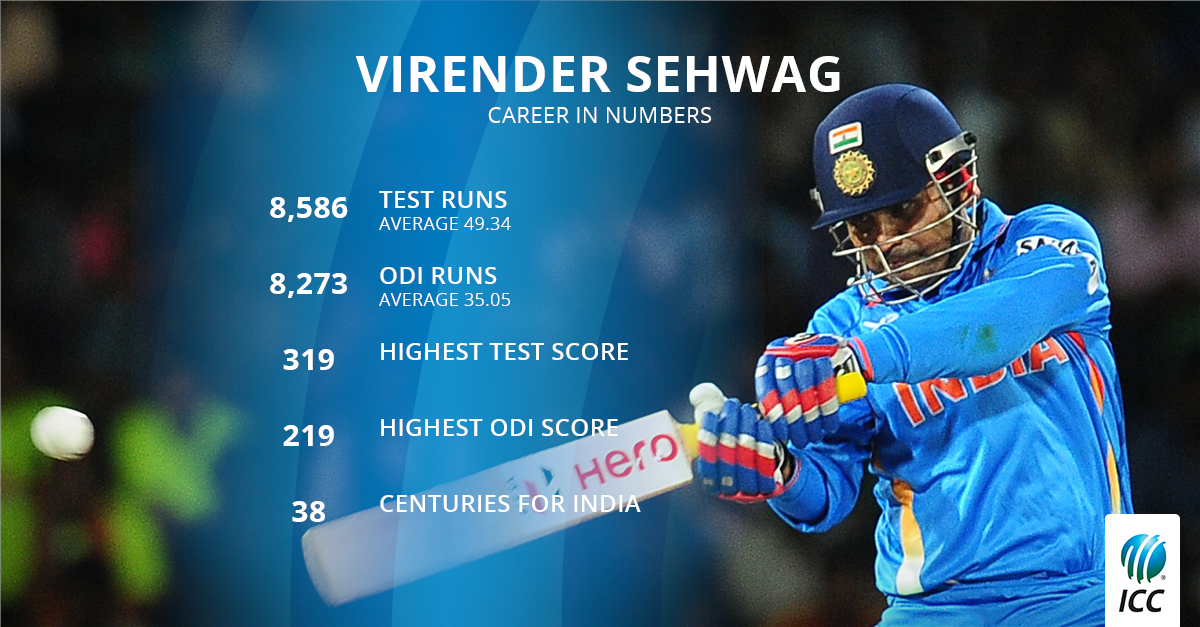 VIRENDER SEHWAG
CAREER IN NUMBERS
8,586 TEST RUNS
AVERAGE 49.34
8,273 ODI RUNS
AVERAGE 35.05
319 HIGHEST TEST SCORE
219 HIGHEST ODI SCORE
38 CENTURIES FOR INDIA
Hero
INDIA
ICC